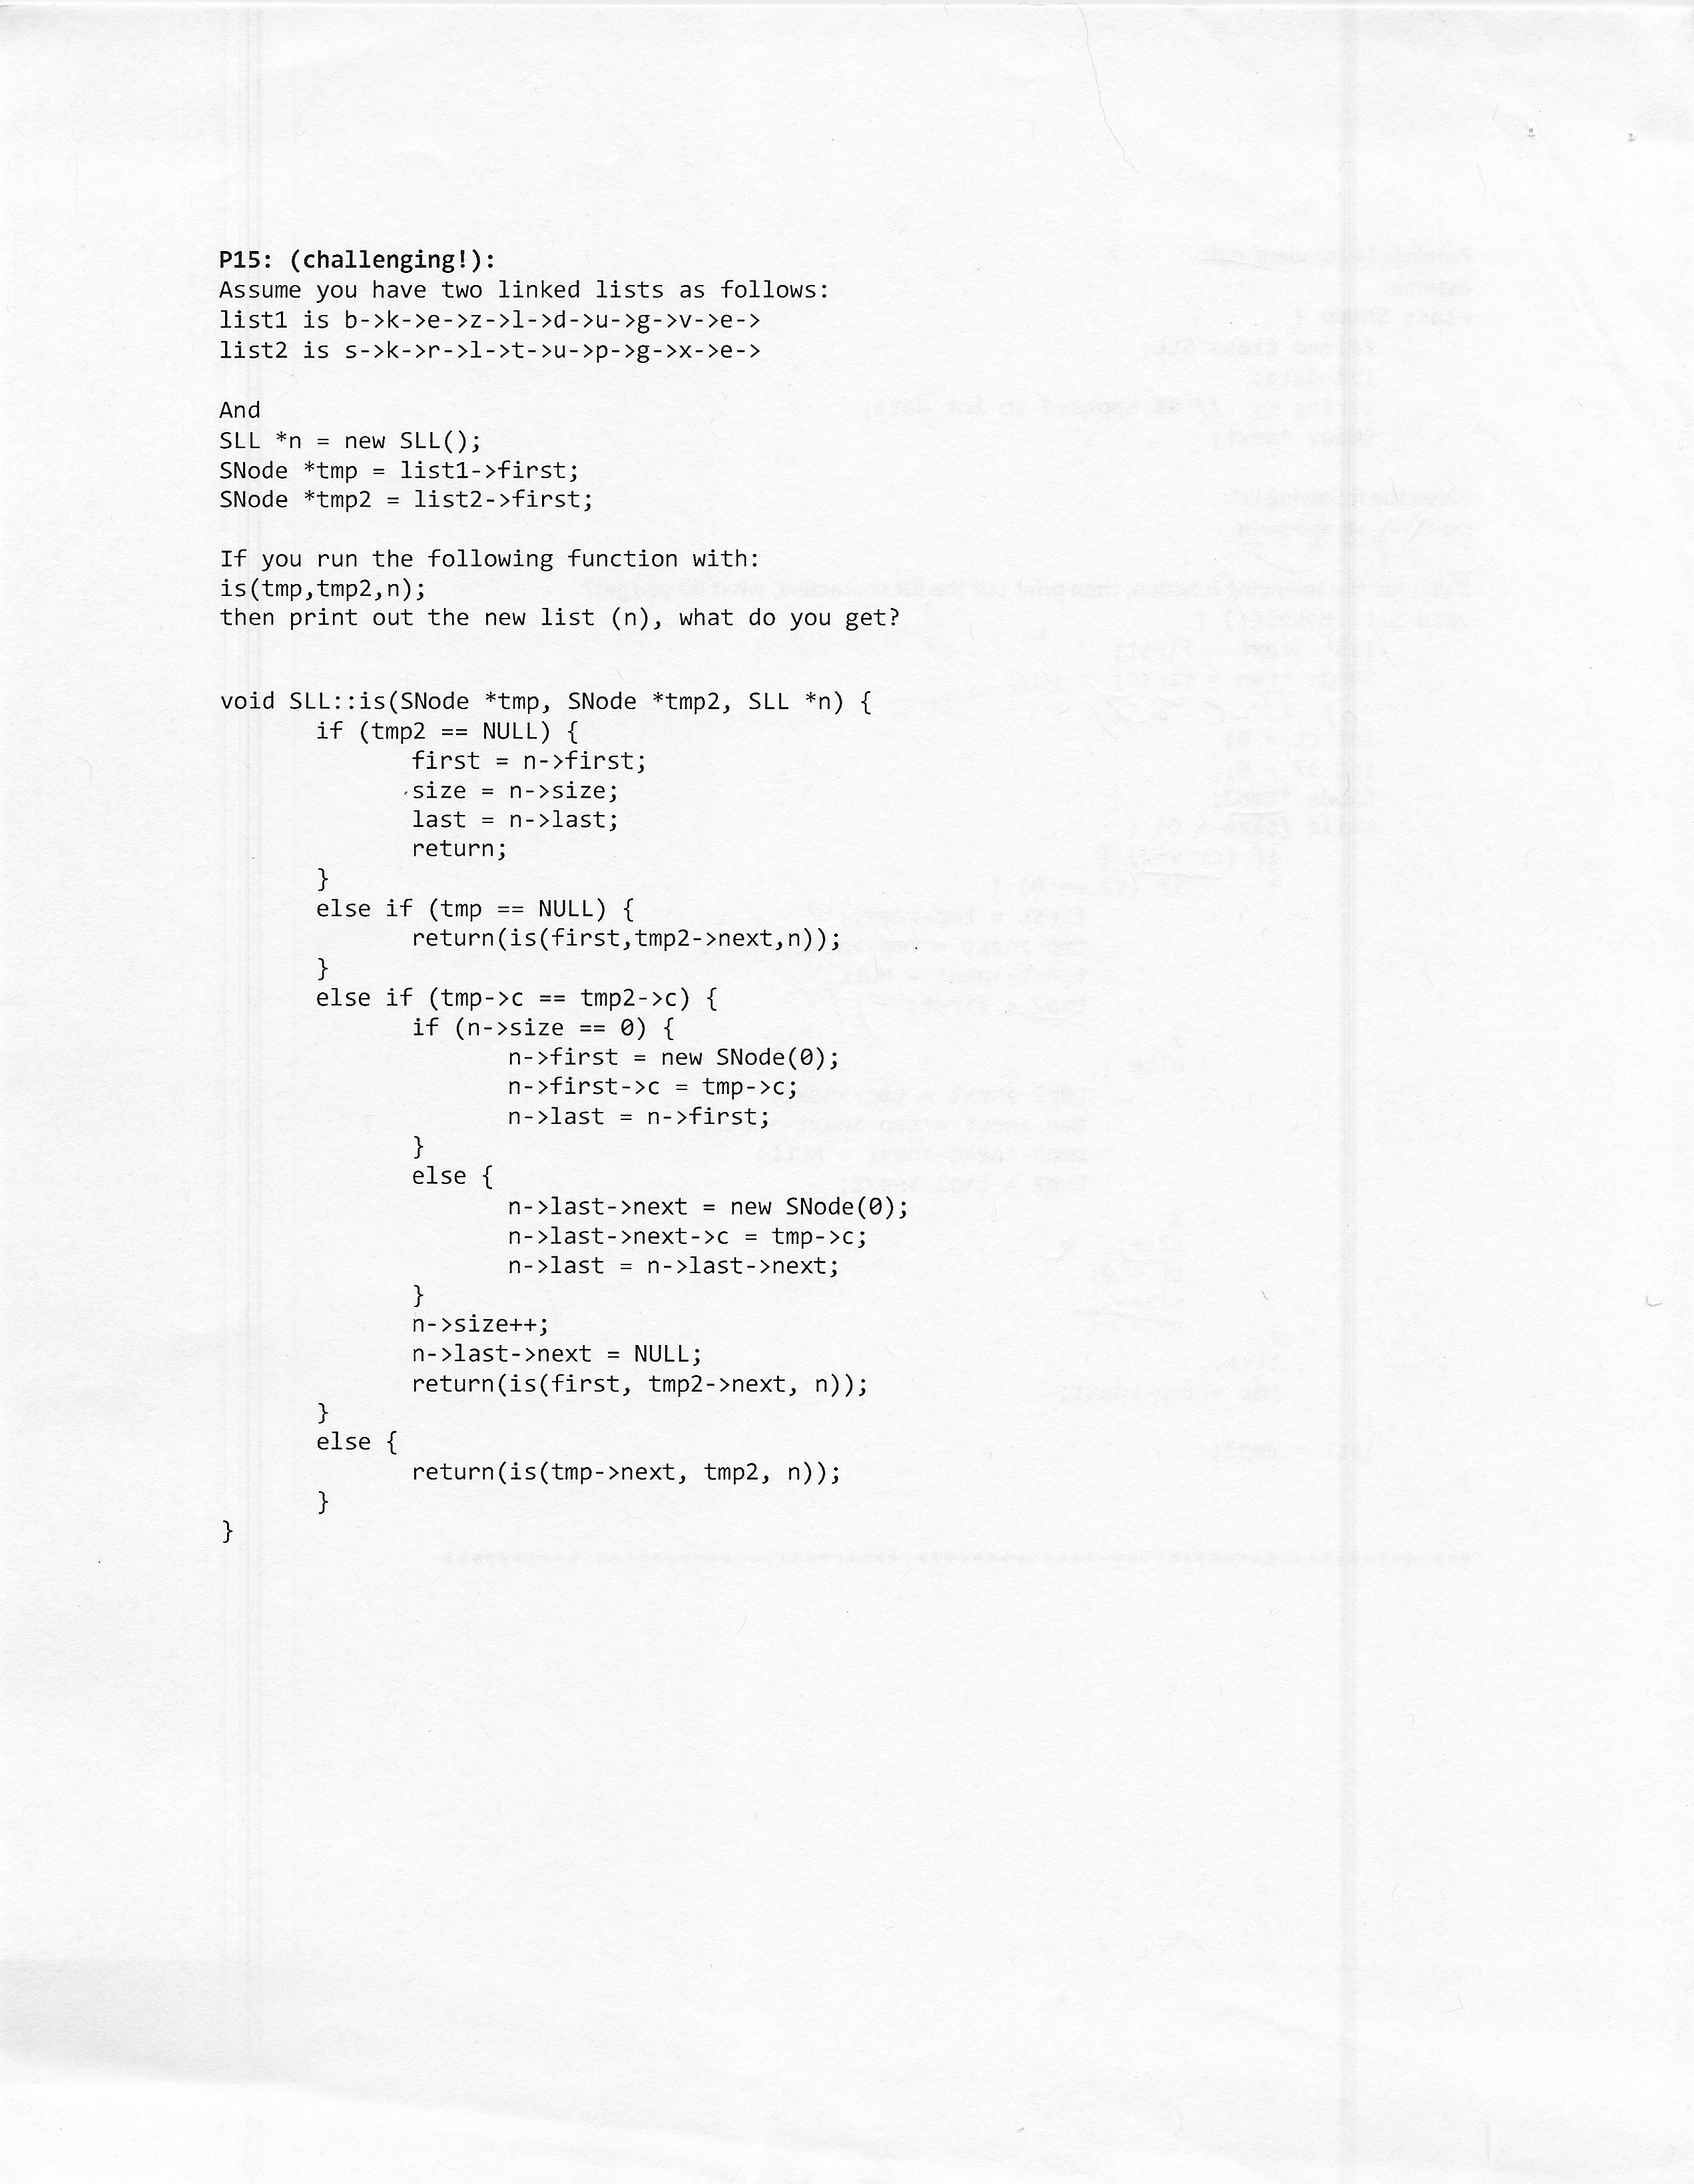 P15: (challenging!):
Assume you have two linked lists as follows:
list1 is b->k->e->z->l->d->u->g->v->e->
list2 is s->k->r->l->t->u->p->g->x->e->
And
SLL *n = new SLL();
SNode *tmp = list1->first;
SNode *tmp2 = list2->first;
If you run the following function with:
is(tmp,tmp2,n);
then print out the new list (n), what do you get?
void SLL::is(SNode *tmp, SNode *tmp2, SLL *n) {
if (tmp2 == NULL) {
first = n->first;
size = n->size;
last = n->last;
return;
}
else if (tmp == NULL) {
return(is(first,tmp2->next,n));
}
else if (tmp->c == tmp2->c) {
if (n->size == 0) {
n->first = new SNode(0);
n->first->c = tmp->c;
n->last = n->first;
}
else {
n->last->next = new SNode(0);
n->last->next->c = tmp->c;
n->last = n->last->next;
}
n->size++;
n->last->next = NULL;
return(is(first, tmp2->next, n));
}
else {
return(is(tmp->next, tmp2, n));
}
}